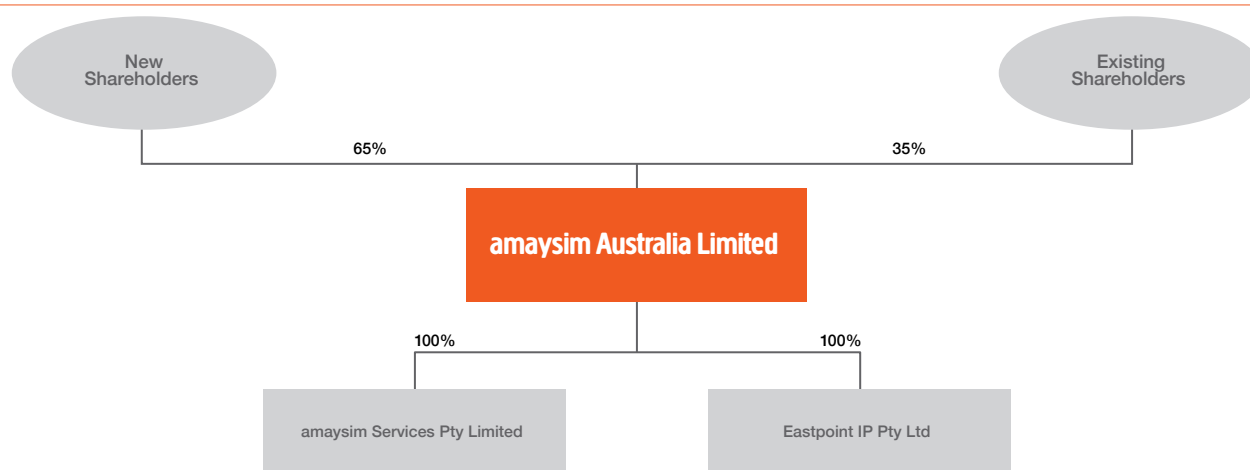 New
Shareholders
Existing
Shareholders
65%
35%
amaysim Australia Limited
100%
100%
amaysim Services Pty Limited
Eastpoint IP Pty Ltd